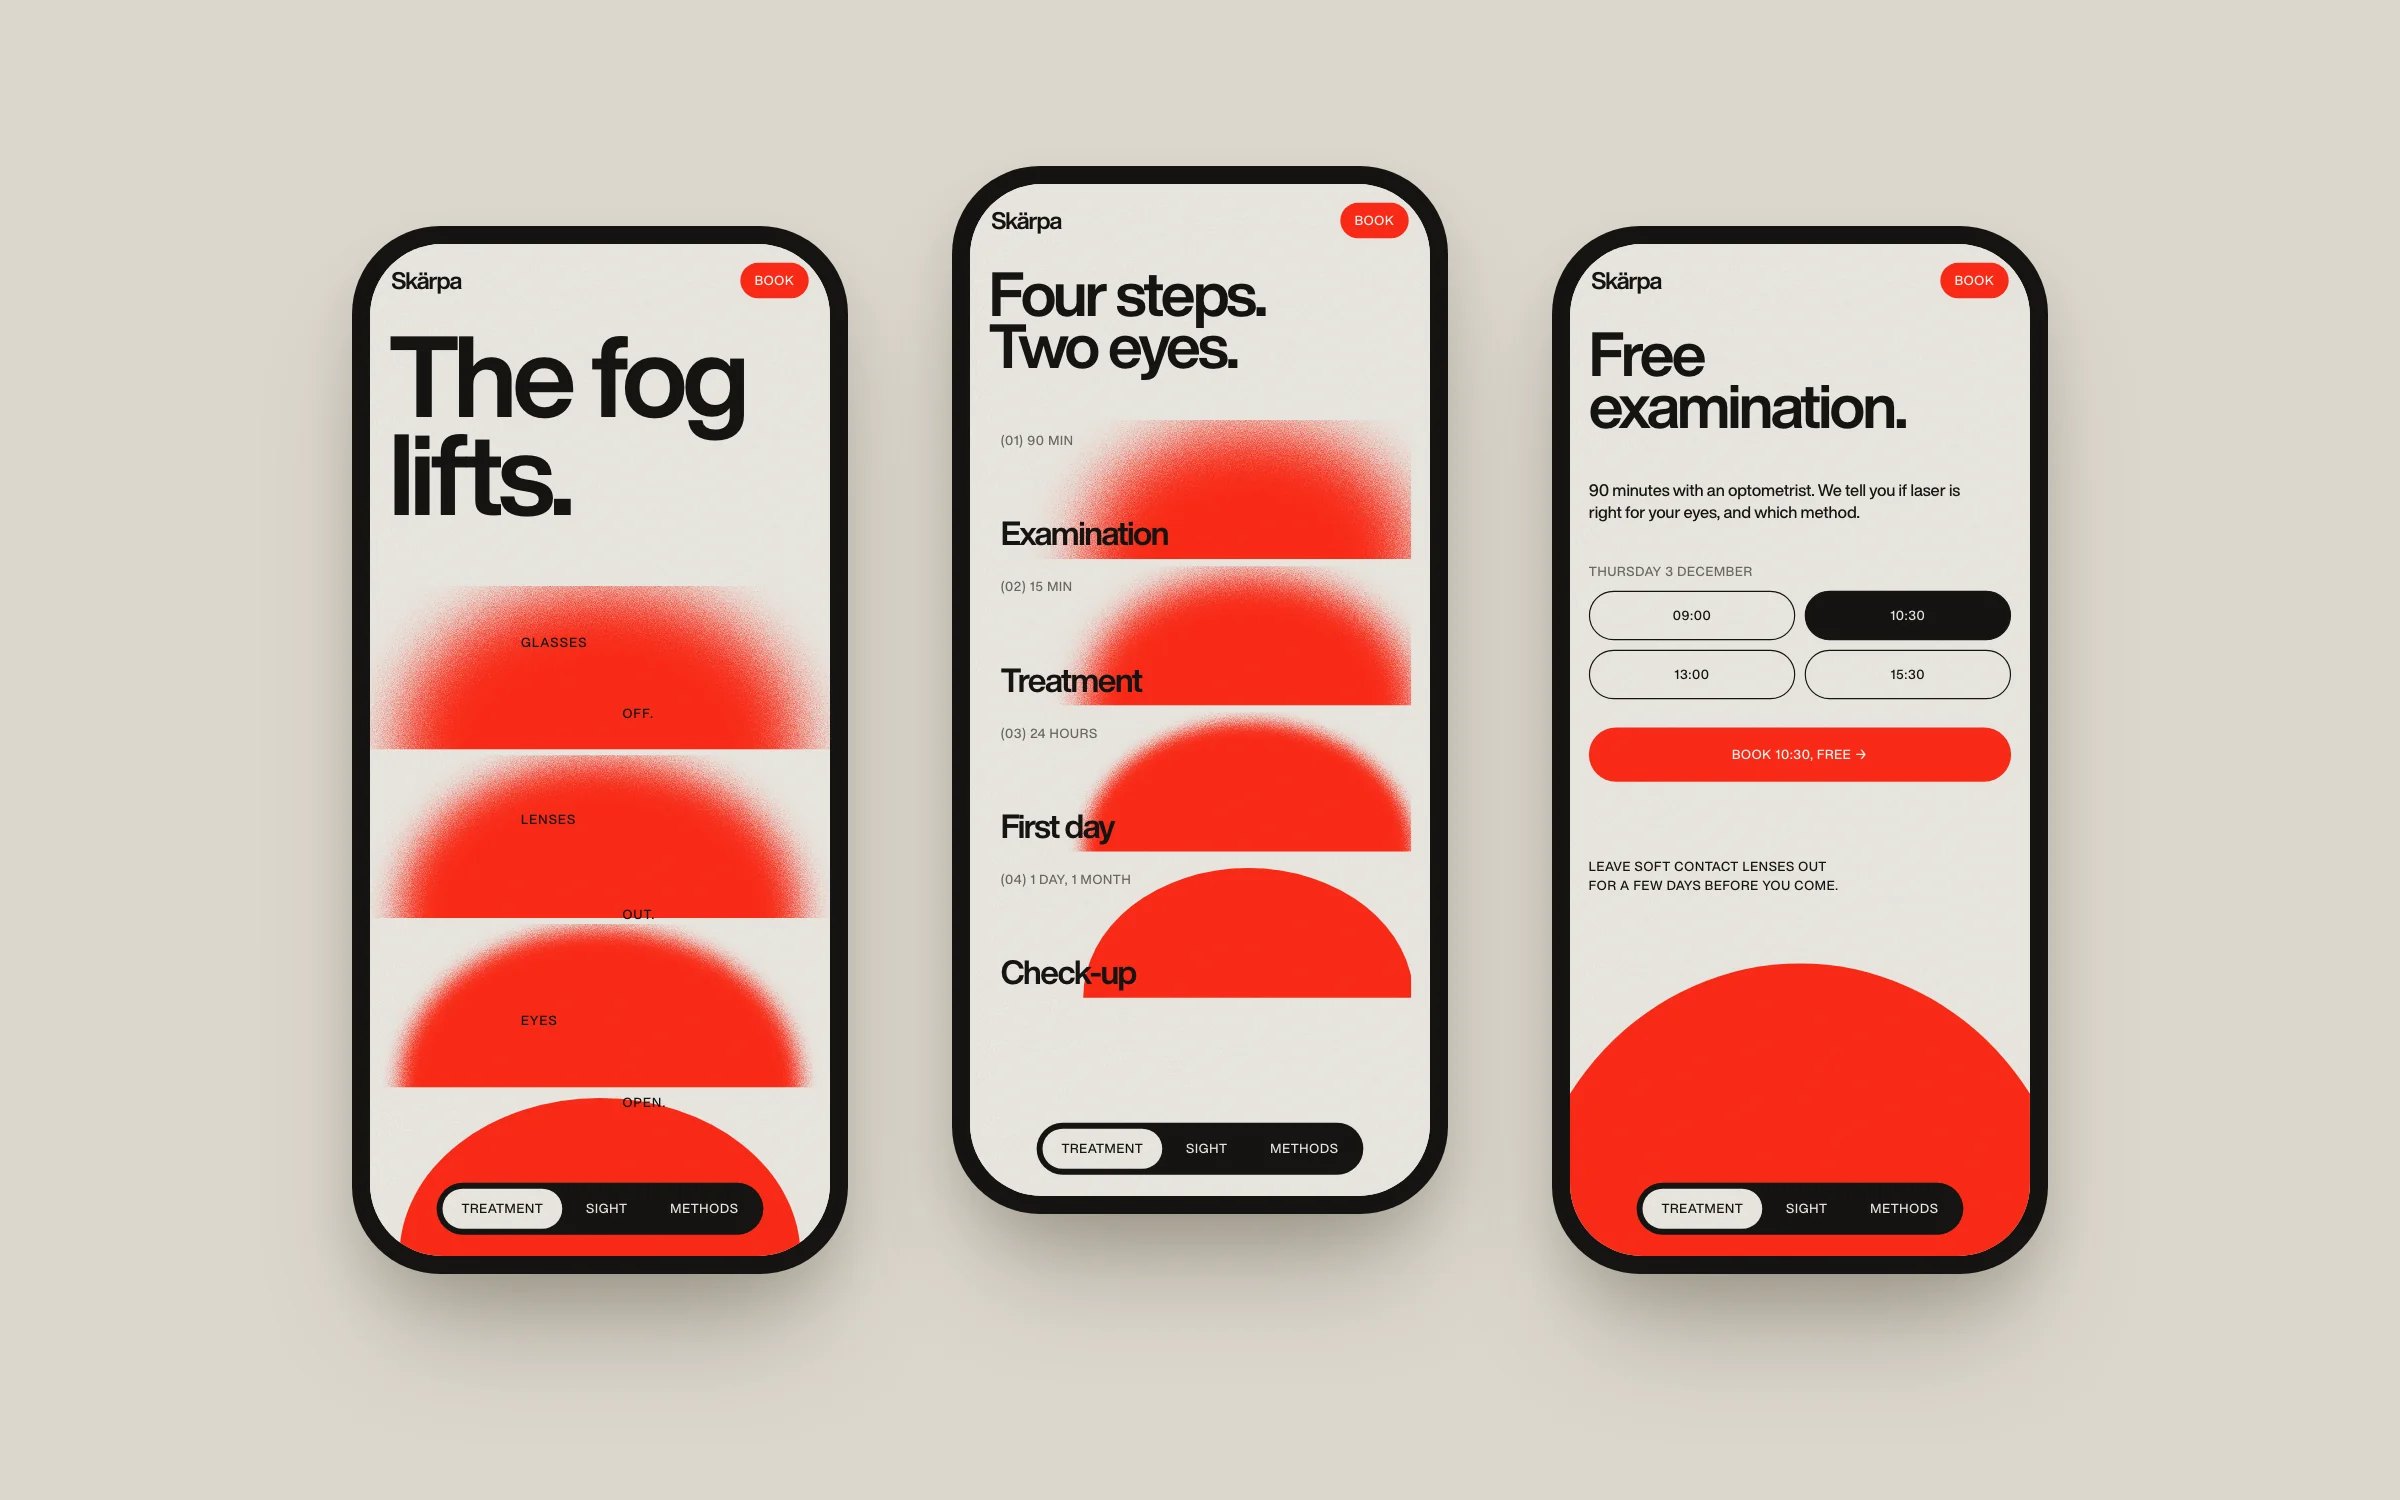 Skärpa
BOOK
The fog
lifts.
GLASSES
OFF.
LENSES
OUT.
EYES
OPEN.
TREATMENT
SIGHT
METHODS
Skärpa
BOOK
Four steps.
Two eyes.
(01) 90 MIN
Examination
(02) 15 MIN
Treatment
(03) 24 HOURS
First day
(04) 1 DAY, 1 MONTH
Check-up
TREATMENT
SIGHT
METHODS
Skärpa
BOOK
Free
examination.
90 minutes with an optometrist. We tell you if laser is
right for your eyes, and which method.
THURSDAY 3 DECEMBER
09:00
10:30
13:00
15:30
BOOK 10:30, FREE →
LEAVE SOFT CONTACT LENSES OUT
FOR A FEW DAYS BEFORE YOU COME.
TREATMENT
SIGHT
METHODS